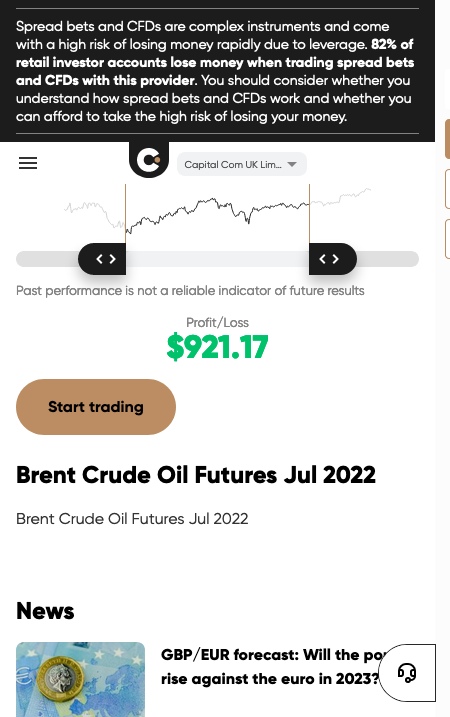 Spread bets and CFDs are complex instruments and come
with a high risk of losing money rapidly due to leverage. 82% of
retail investor accounts lose money when trading spread bets
and CFDs with this provider. You should consider whether you
understand how spread bets and CFDs work and whether you
can afford to take the high risk of losing your money.
Capital Com UK Lim...
Past performance is not a reliable indicator of future results
Profit/Loss
$921.17
Start trading
Brent Crude Oil Futures Jul 2022
Brent Crude Oil Futures Jul 2022
News
GBP/EUR forecast: Will the
rise against the euro in 2023?